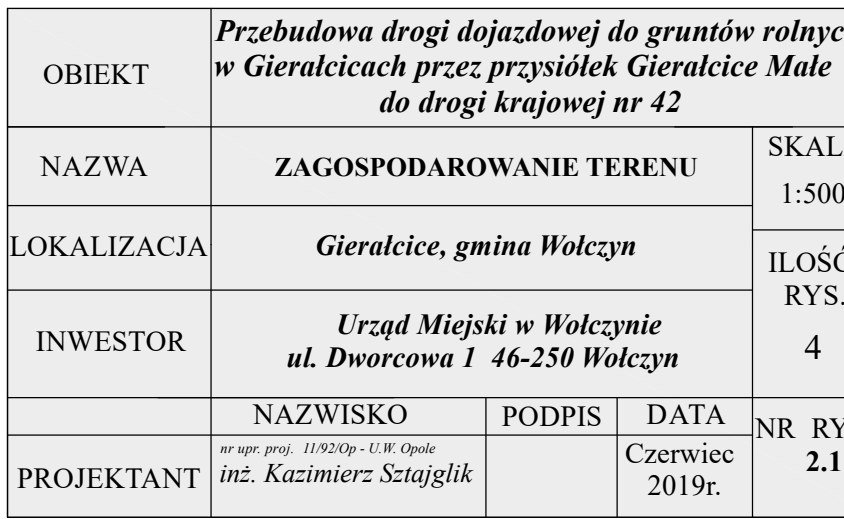 OBIEKT
Przebudowa drogi dojazdowej do gruntów rolnyc
w Gierałcicach przez przysiółek Gierałcice Małe
do drogi krajowej nr 42
NAZWA
ZAGOSPODAROWANIE TERENU
SKAL
1:500
LOKALIZACJA
Gierałcice, gmina Wołczyn
ILOŚĆ
RYS.
4
INWESTOR
Urząd Miejski w Wołczynie
ul. Dworcowa 1 46-250 Wołczyn
NAZWISKO
PODPIS
DATA
NR RY
2.1
PROJEKTANT
nr upr. proj. 11/92/Op - U.W. Opole
inż. Kazimierz Sztajglik
Czerwiec
2019r.